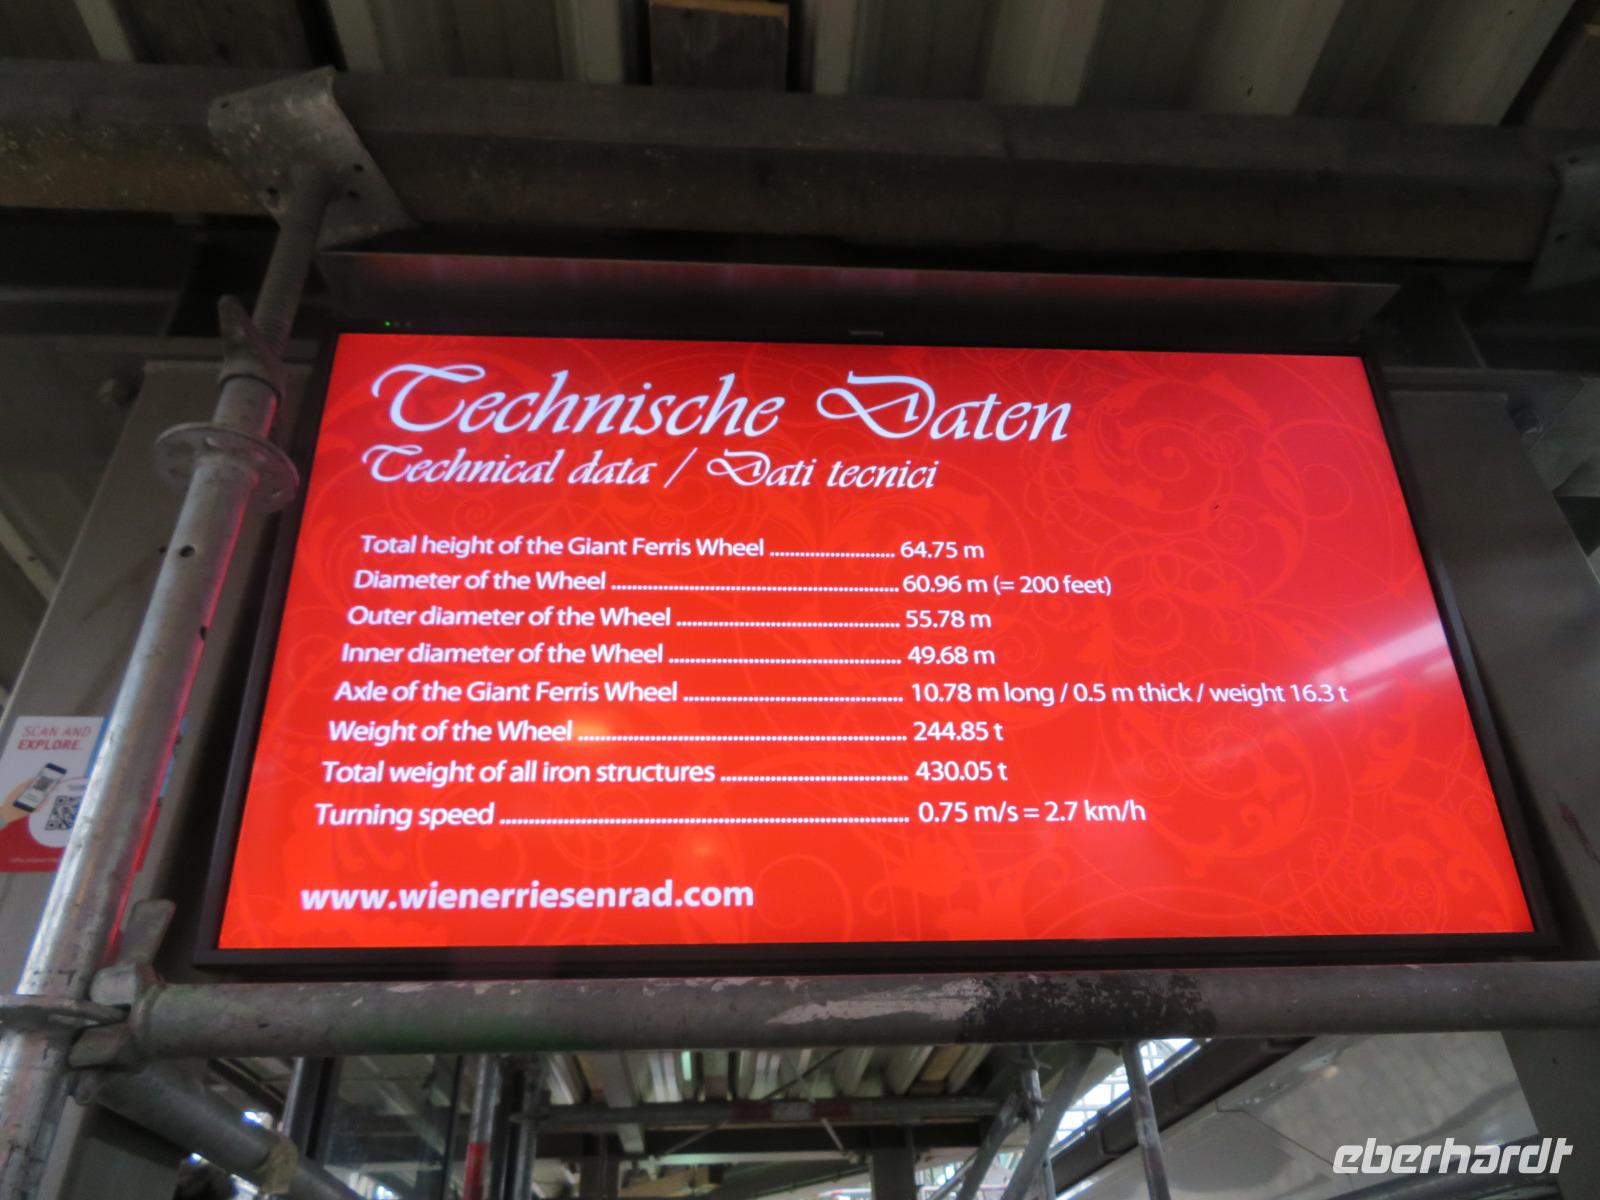 Technische Daten
Technical data / Dati tecnici
Total height of the Giant Ferris Wheel ........................ 64.75 m
Diameter of the Wheel ........................................................ 60.96 m (= 200 feet)
Outer diameter of the Wheel ........................................... 55.78 m
Inner diameter of the Wheel ............................................ 49.68 m
Axle of the Giant Ferris Wheel ......................................... 10.78 m long / 0.5 m thick / weight 16.3 t
Weight of the Wheel ............................................................ 244.85 t
Total weight of all iron structures .................................. 430.05 t
Turning speed ........................................................................ 0.75 m/s = 2.7 km/h
www.wienerriesenrad.com
SCAN AND
EXPLORE.
eberhardt